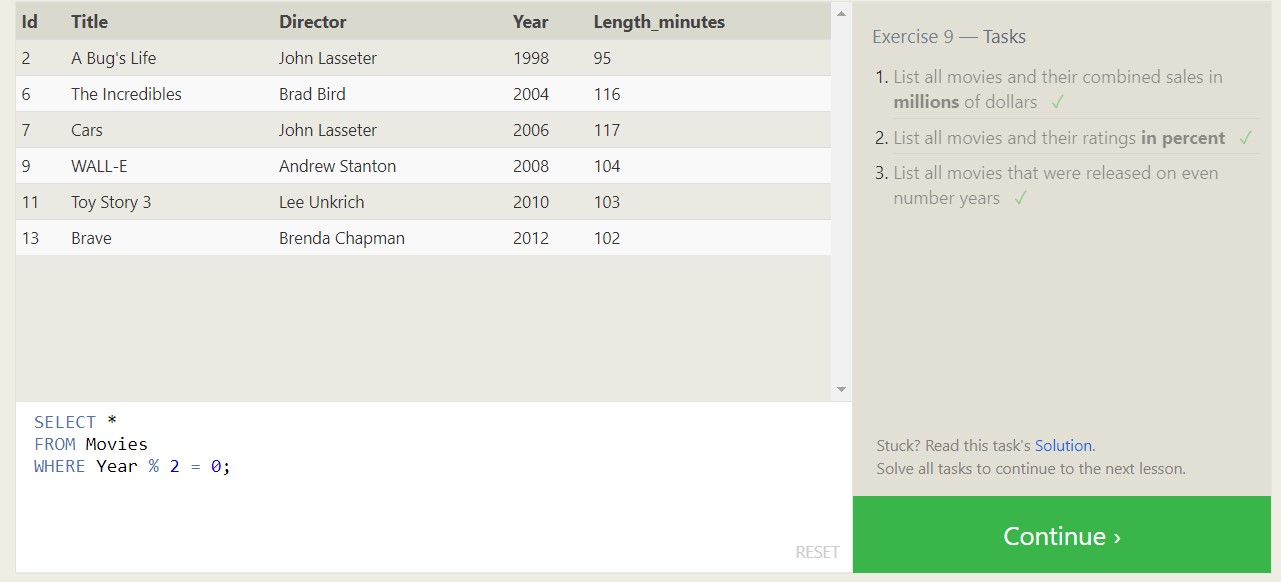 Id Title Director Year Length_minutes
2 A Bug's Life John Lasseter 1998 95
6 The Incredibles Brad Bird 2004 116
7 Cars John Lasseter 2006 117
9 WALL-E Andrew Stanton 2008 104
11 Toy Story 3 Lee Unkrich 2010 103
13 Brave Brenda Chapman 2012 102
SELECT *
FROM Movies
WHERE Year % 2 = 0;
RESET
Exercise 9 — Tasks
1. List all movies and their combined sales in
millions of dollars ✓
2. List all movies and their ratings in percent ✓
3. List all movies that were released on even
number years ✓
Stuck? Read this task's Solution.
Solve all tasks to continue to the next lesson.
Continue ›